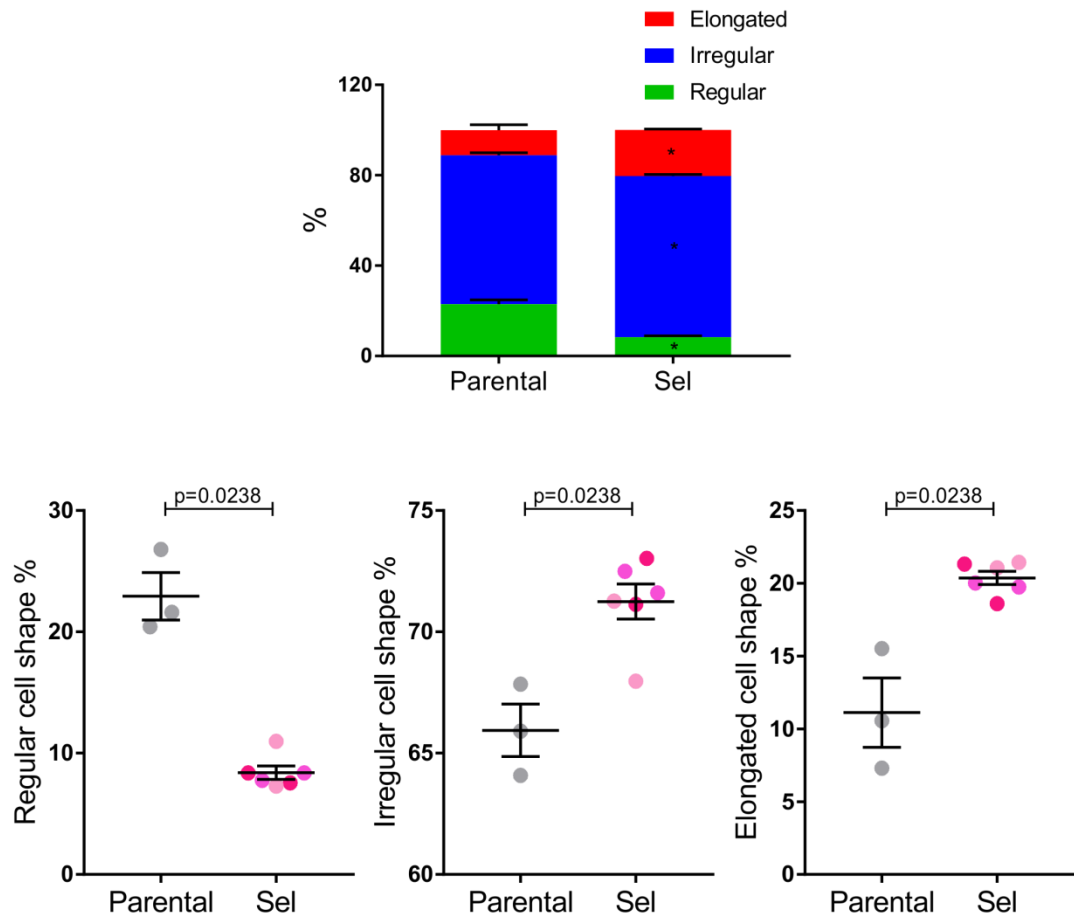 Elongated
Irregular
Regular
120
80
40
0
%
*
*
*
Parental Sel
p=0.0238
30
20
10
0
Regular cell shape %
Parental Sel
p=0.0238
75
70
65
60
Irregular cell shape %
Parental Sel
p=0.0238
25
20
15
10
5
0
Elongated cell shape %
Parental Sel